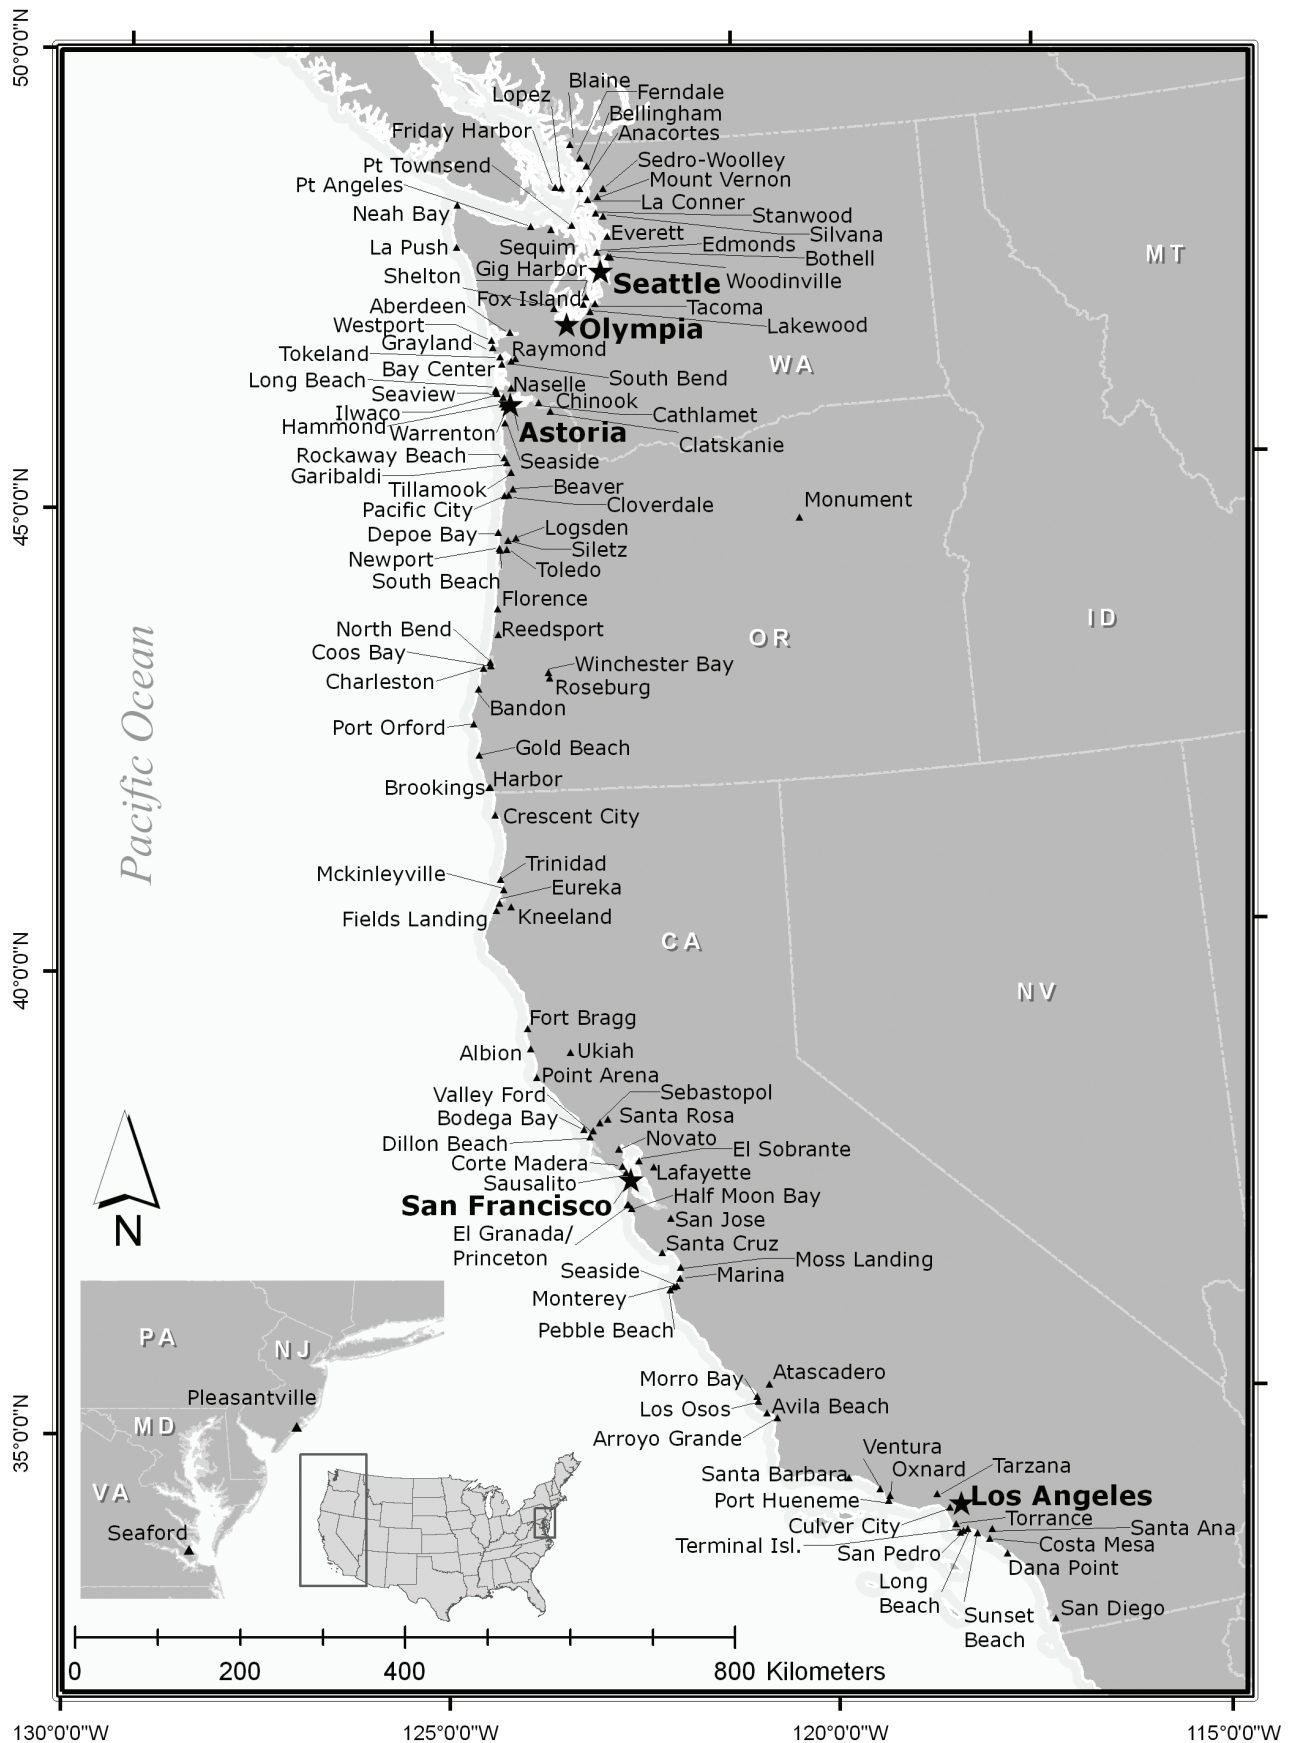 50°0'0"N
Blaine
Lopez
Ferndale
Bellingham
Friday Harbor
Anacortes
Pt Townsend
Sedro-Woolley
Pt Angeles
Mount Vernon
Neah Bay
La Conner
Stanwood
Silvana
La Push
Sequim
Everett
Edmonds
Bothell
MT
Shelton
Gig Harbor
Seattle
Woodinville
Aberdeen
Fox Island
Tacoma
Westport
Olympia
Lakewood
Grayland
Tokeland
Raymond
WA
Bay Center
Long Beach
South Bend
Seaview
Naselle
Ilwaco
Chinook
Hammond
Cathlamet
Warrenton
Astoria
Clatskanie
Rockaway Beach
Seaside
Garibaldi
Tillamook
Beaver
45°0'0"N
Pacific City
Cloverdale
Monument
Depoe Bay
Logsden
Newport
Siletz
South Beach
Toledo
Florence
ID
North Bend
Reedsport
OR
Coos Bay
Winchester Bay
Charleston
Roseburg
Bandon
Port Orford
Gold Beach
Pacific Ocean
Brookings
Harbor
Crescent City
Trinidad
Mckinleyville
Eureka
Fields Landing
Kneeland
CA
40°0'0"N
NV
Fort Bragg
Albion
Ukiah
Point Arena
Valley Ford
Sebastopol
Bodega Bay
Santa Rosa
Dillon Beach
Novato
El Sobrante
Corte Madera
Lafayette
Sausalito
San Francisco
Half Moon Bay
N
El Granada/
Princeton
San Jose
Santa Cruz
Moss Landing
Seaside
Marina
Monterey
Pebble Beach
PA
NJ
Pleasantville
MD
VA
Seaford
Morro Bay
Atascadero
Los Osos
Avila Beach
35°0'0"N
Arroyo Grande
Ventura
Santa Barbara
Oxnard
Tarzana
Port Hueneme
Los Angeles
Culver City
Torrance
Santa Ana
Terminal Isl.
Costa Mesa
San Pedro
Dana Point
Long
Beach
Sunset
Beach
San Diego
0 200 400 800 Kilometers
130°0'0"W 125°0'0"W 120°0'0"W 115°0'0"W